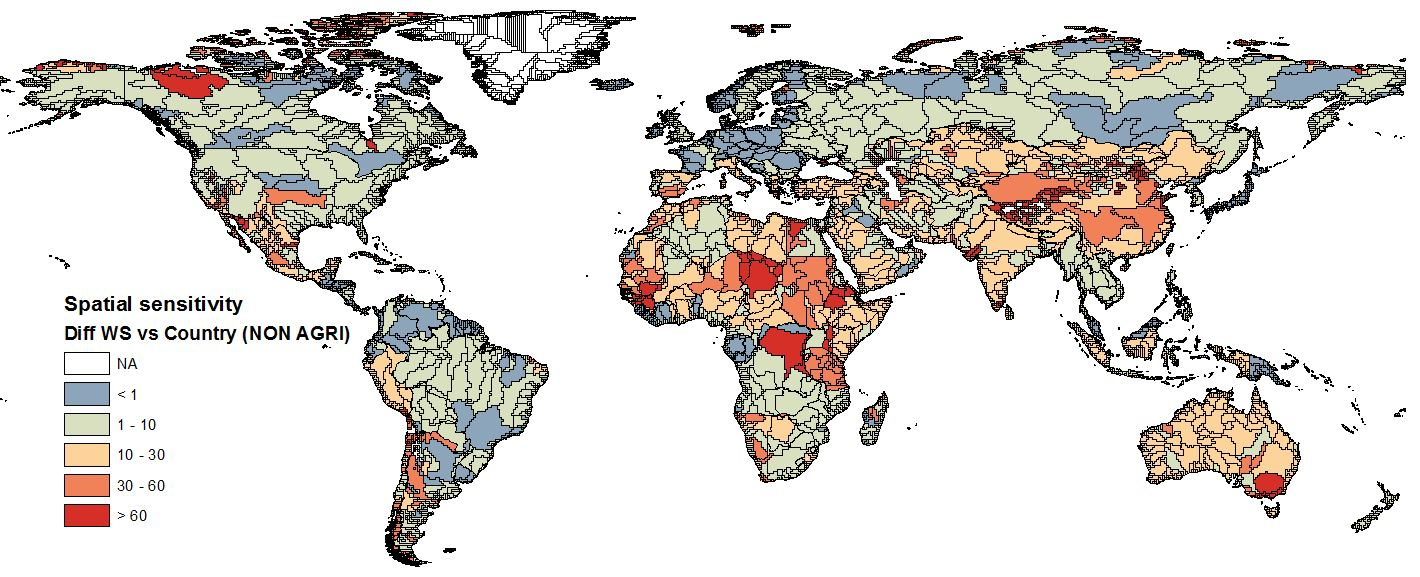 Spatial sensitivity
Diff WS vs Country (NON AGRI)
NA
< 1
1 - 10
10 - 30
30 - 60
> 60